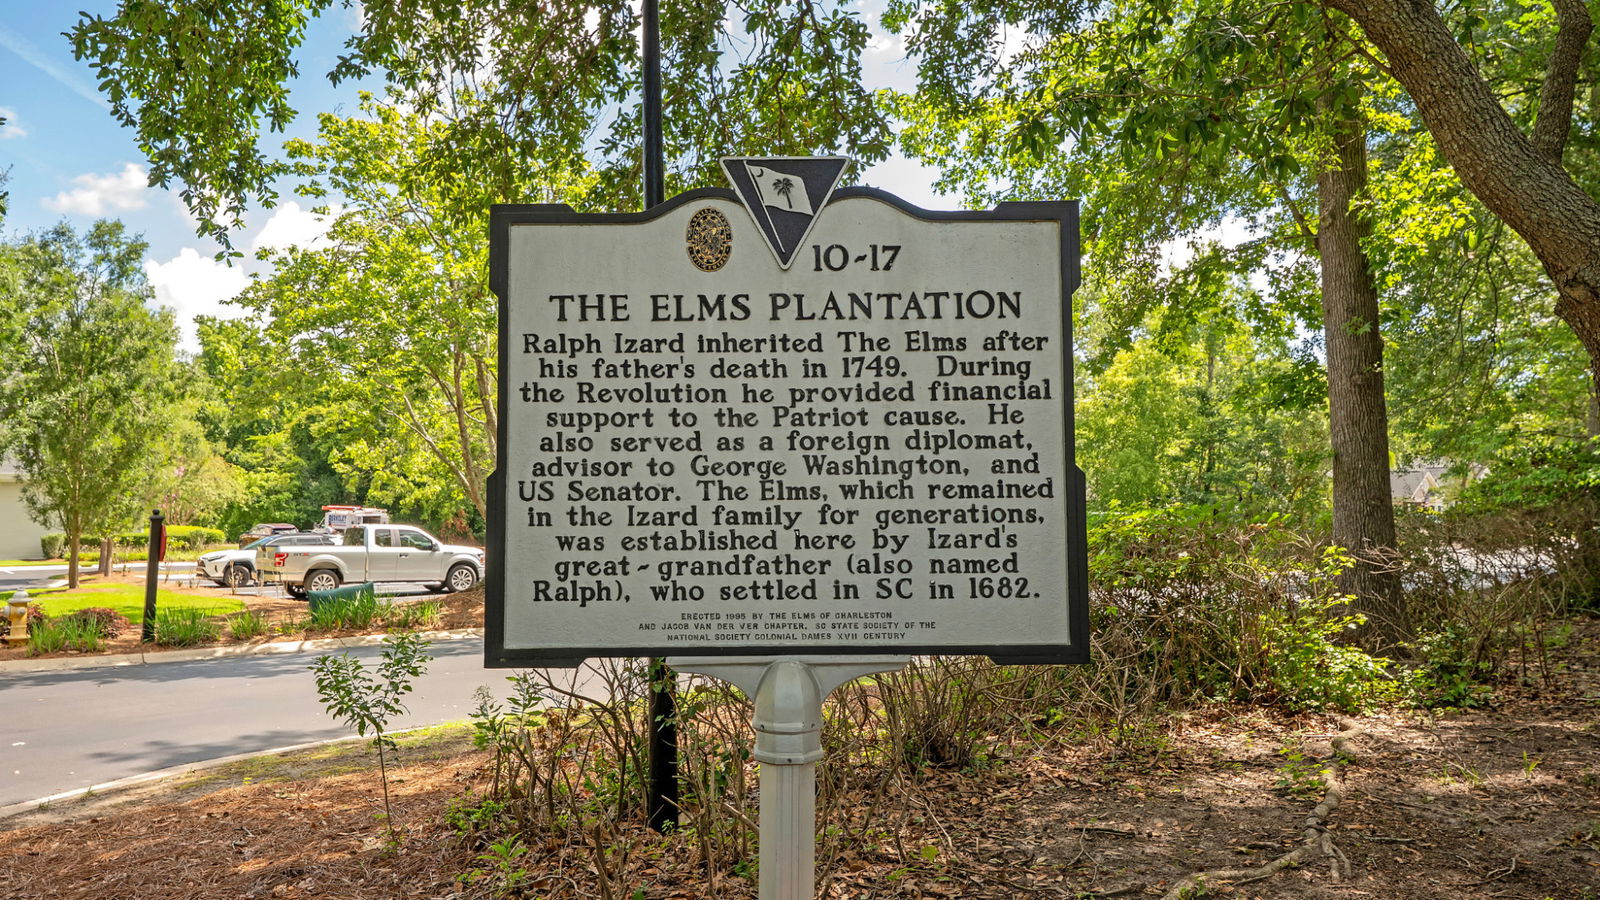 10-17
THE ELMS PLANTATION
Ralph Izard inherited The Elms after
his father's death in 1749. During
the Revolution he provided financial
support to the Patriot cause. He
also served as a foreign diplomat,
advisor to George Washington, and
US Senator. The Elms, which remained
in the Izard family for generations,
was established here by Izard's
great-grandfather (also named
Ralph), who settled in SC in 1682.
ERECTED 1995 BY THE ELMS OF CHARLESTON
AND JACOB VAN DER VER CHAPTER, SC STATE SOCIETY OF THE
NATIONAL SOCIETY COLONIAL DAMES XVII CENTURY